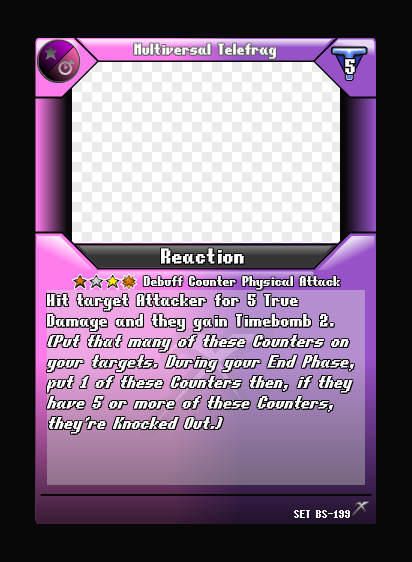 Multiversal Telefrag
5
Reaction
Debuff Counter Physical Attack
Hit target Attacker for 5 True
Damage and they gain Timebomb 2.
(Put that many of these Counters on
your targets. During your End Phase,
put 1 of these Counters then, if they
have 5 or more of these Counters,
they're Knocked Out.)
SET BS-199